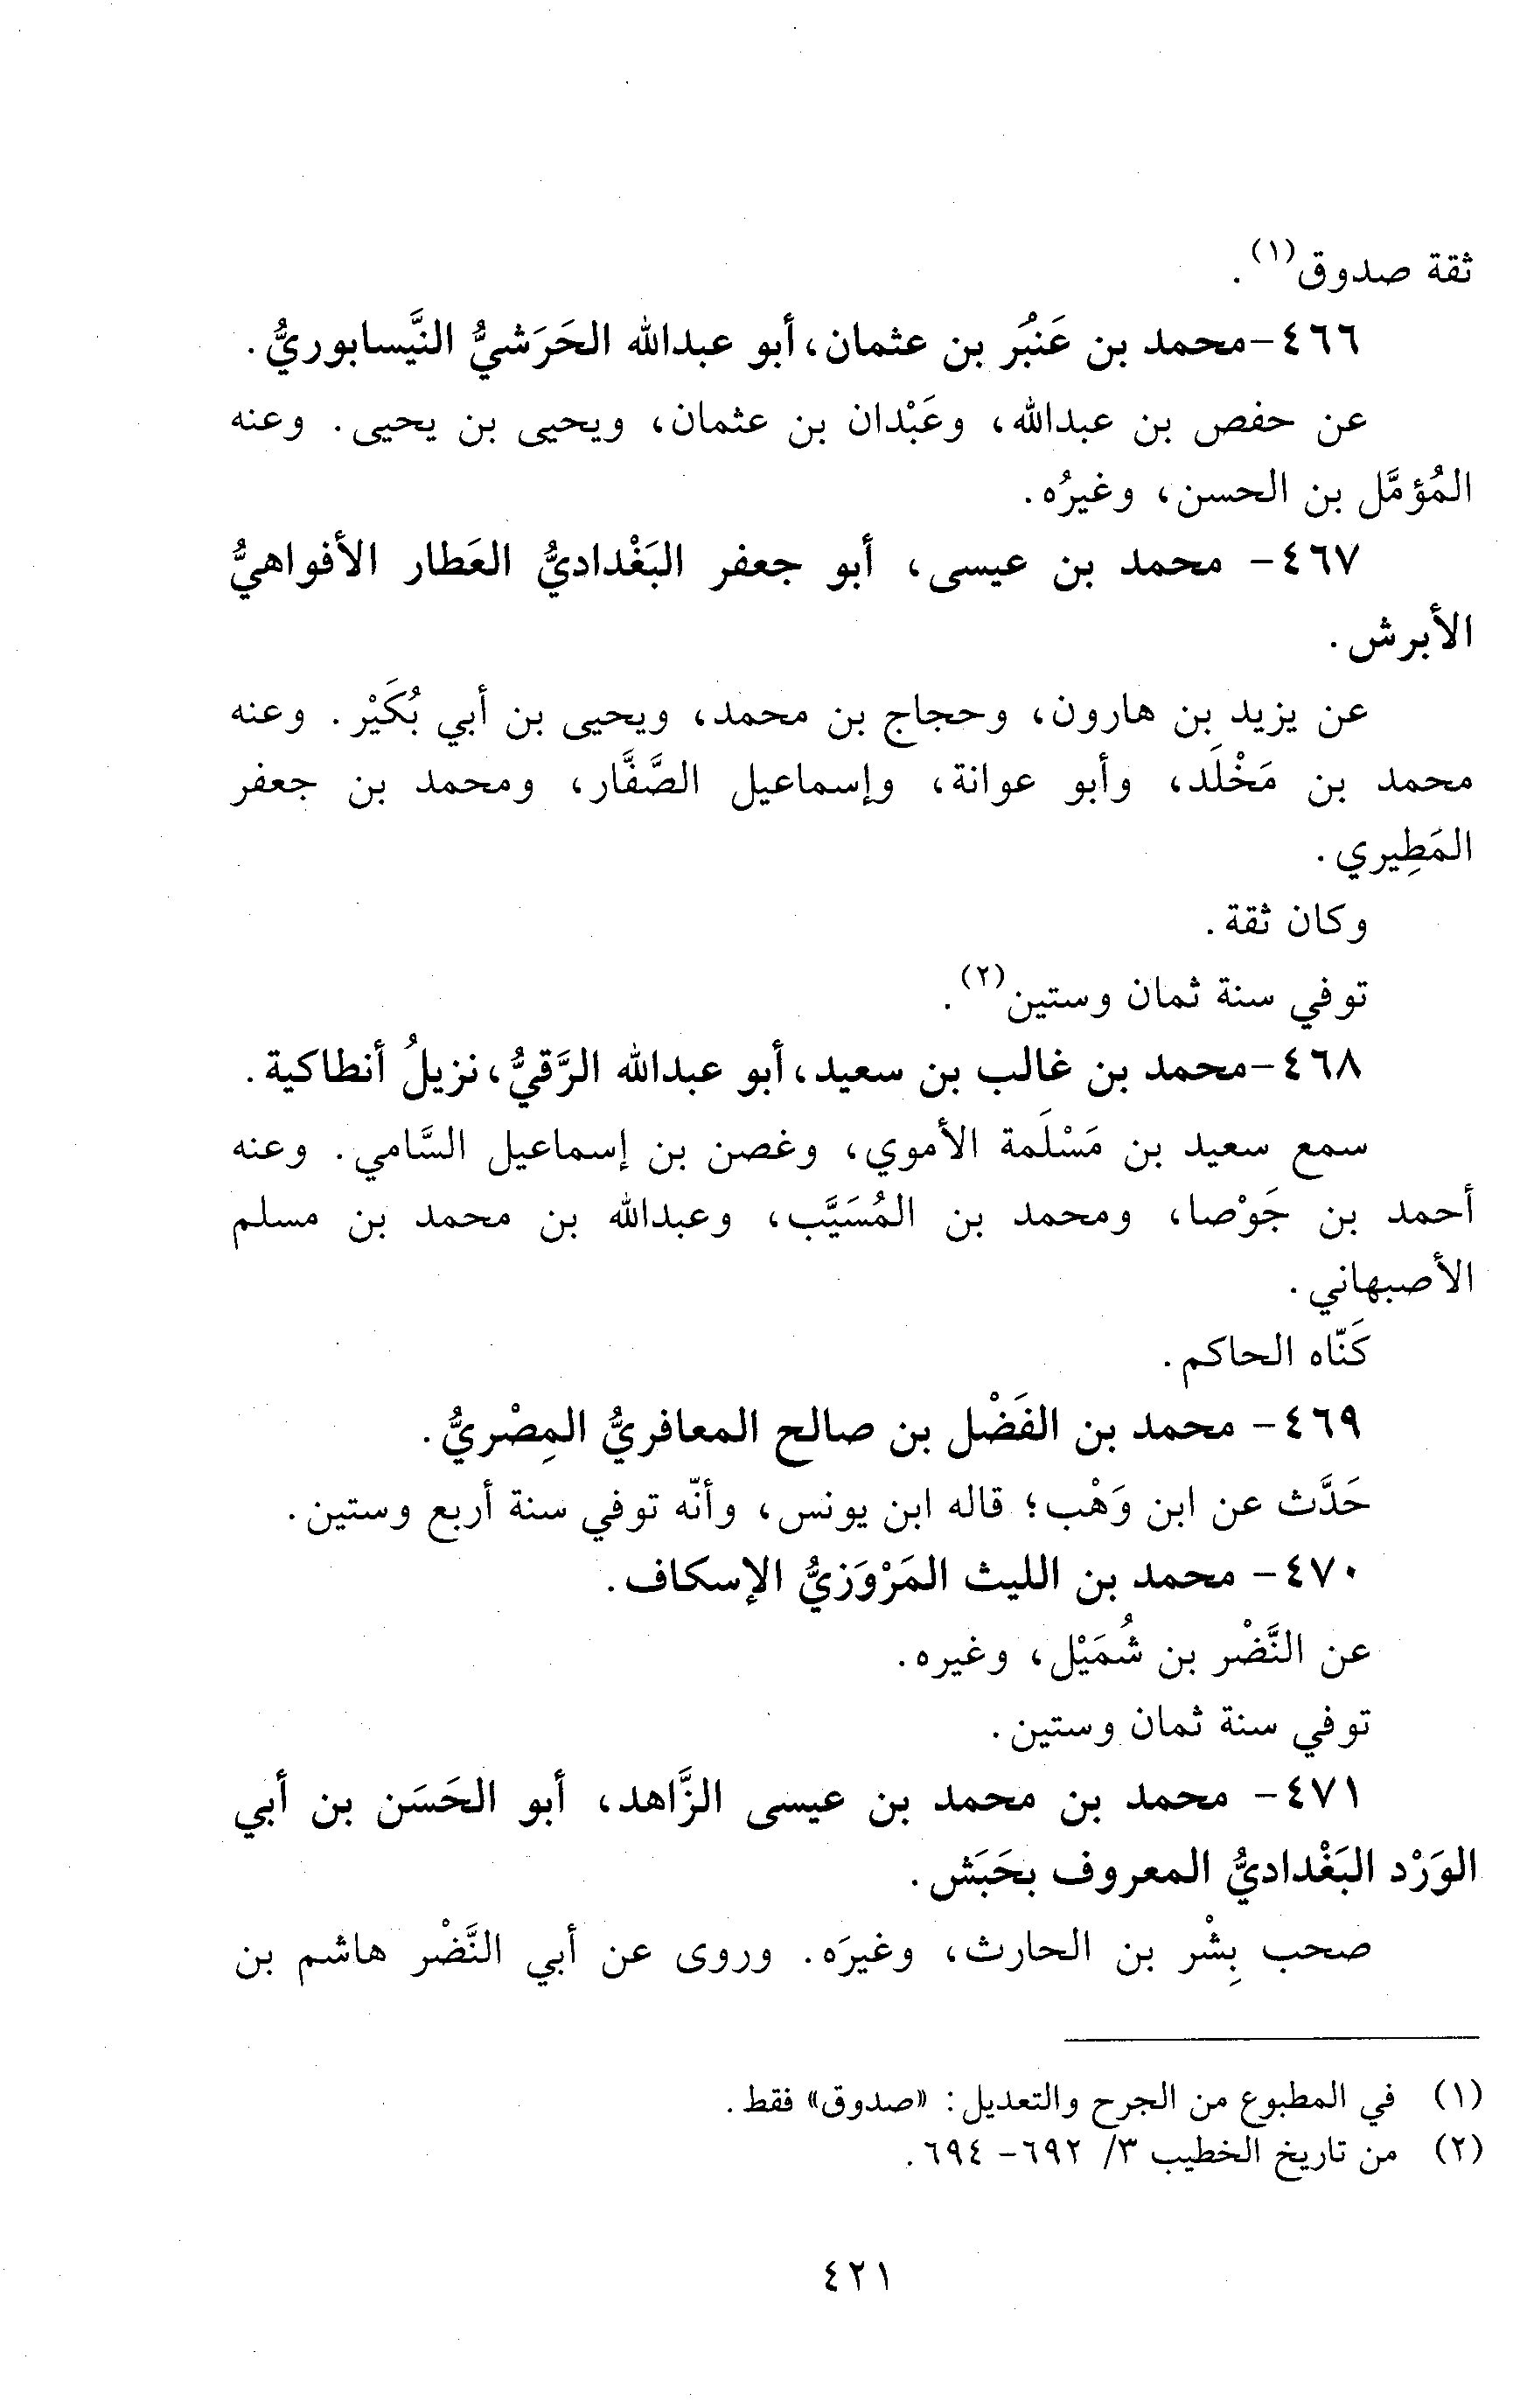 ثقة صدوق(١).
٤٦٦-محمد بن عَنْبُر بن عثمان، أبو عبدالله الحَرَشيُّ النَّيسابوريُّ.
عن حفص بن عبدالله، وعَبْدان بن عثمان، ويحيى بن يحيى. وعنه
المُؤمَّل بن الحسن، وغيرُه.
٤٦٧- محمد بن عيسى، أبو جعفر البَغْداديُّ العَطار الأفواهيُّ
الأبرش.
عن يزيد بن هارون، وحجاج بن محمد، ويحيى بن أبي بُكَيْر. وعنه
محمد بن مَخْلَد، وأبو عوانة، وإسماعيل الصَّفَّار، ومحمد بن جعفر
المَطِيري.
وكان ثقة.
توفي سنة ثمان وستين(٢).
٤٦٨-محمد بن غالب بن سعيد، أبو عبدالله الرَّقيُّ، نزيلُ أنطاكية.
سمع سعيد بن مَسْلَمة الأموي، وغصن بن إسماعيل السَّامي. وعنه
أحمد بن جَوْصا، ومحمد بن المُسَيَّب، وعبدالله بن محمد بن مسلم
الأصبهاني.
كَنّاه الحاكم.
٤٦٩- محمد بن الفَضْل بن صالح المعافريُّ المِصْريُّ.
حَدَّث عن ابن وَهْب؛ قاله ابن يونس، وأنّه توفي سنة أربع وستين.
٤٧٠- محمد بن الليث المَرْوَزيُّ الإسكاف.
عن النَّضْر بن شُمَيْل، وغيره.
توفي سنة ثمان وستين.
٤٧١- محمد بن محمد بن عيسى الزَّاهد، أبو الحَسَن بن أبي
الوَرْد البَغْداديُّ المعروف بحَبَش.
صحب بِشْر بن الحارث، وغيرَه. وروى عن أبي النَّضْر هاشم بن
(١) في المطبوع من الجرح والتعديل: «صدوق» فقط.
(٢) من تاريخ الخطيب ٣/ ٦٩٢- ٦٩٤.
٤٢١